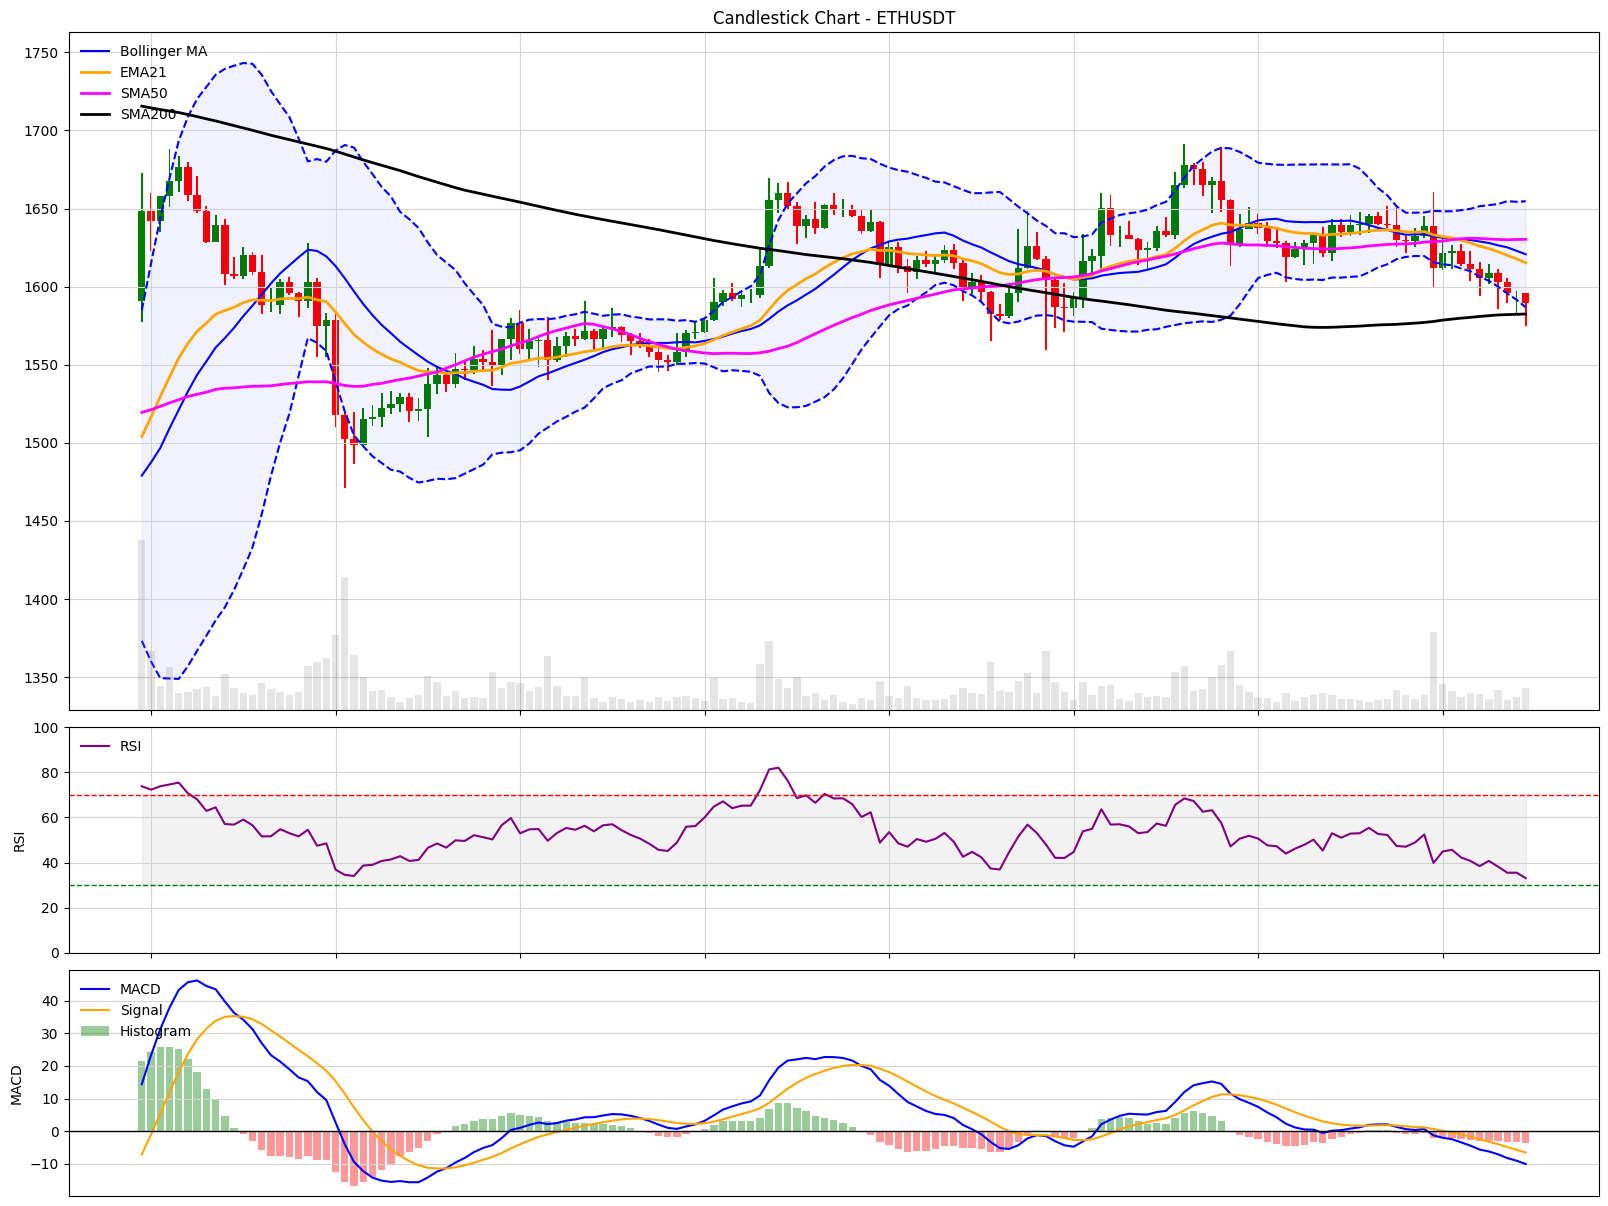 Candlestick Chart - ETHUSDT
Bollinger MA
EMA21
SMA50
SMA200
1750
1700
1650
1600
1550
1500
1450
1400
1350
RSI
100
80
60
40
20
0
RSI
MACD
Signal
Histogram
40
30
20
10
0
−10
MACD